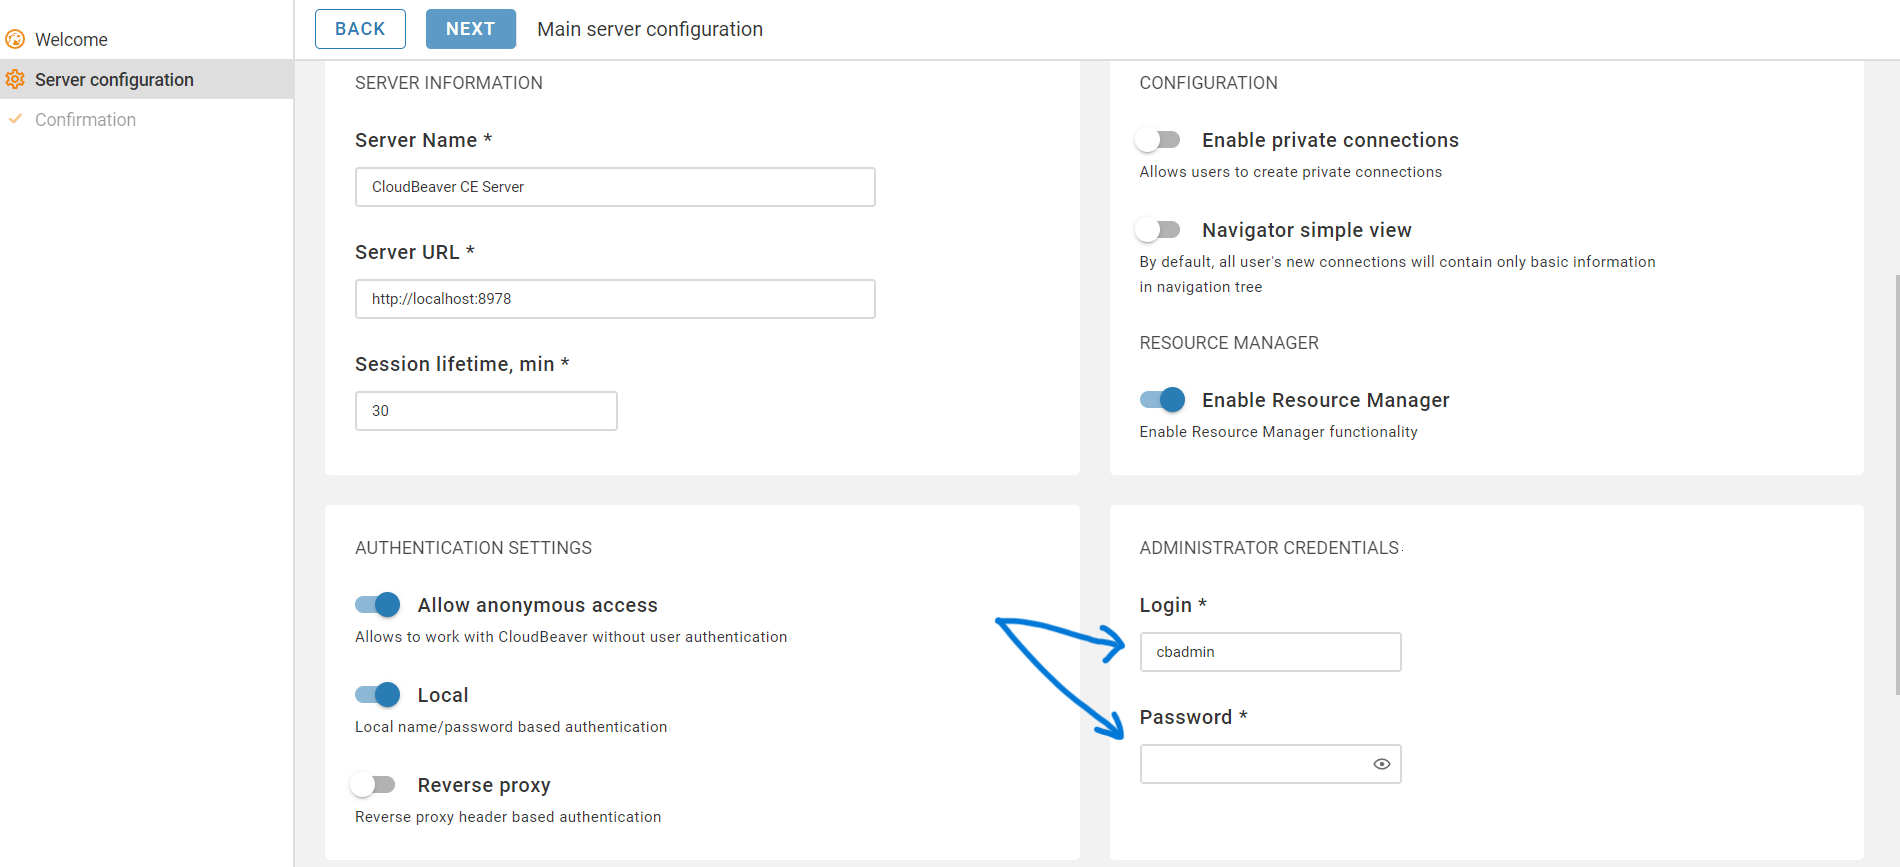 Welcome
Server configuration
Confirmation
BACK
NEXT
Main server configuration
SERVER INFORMATION
Server Name *
CloudBeaver CE Server
Server URL *
http://localhost:8978
Session lifetime, min *
30
CONFIGURATION
Enable private connections
Allows users to create private connections
Navigator simple view
By default, all user's new connections will contain only basic information
in navigation tree
RESOURCE MANAGER
Enable Resource Manager
Enable Resource Manager functionality
AUTHENTICATION SETTINGS
Allow anonymous access
Allows to work with CloudBeaver without user authentication
Local
Local name/password based authentication
Reverse proxy
Reverse proxy header based authentication
ADMINISTRATOR CREDENTIALS
Login *
cbadmin
Password *